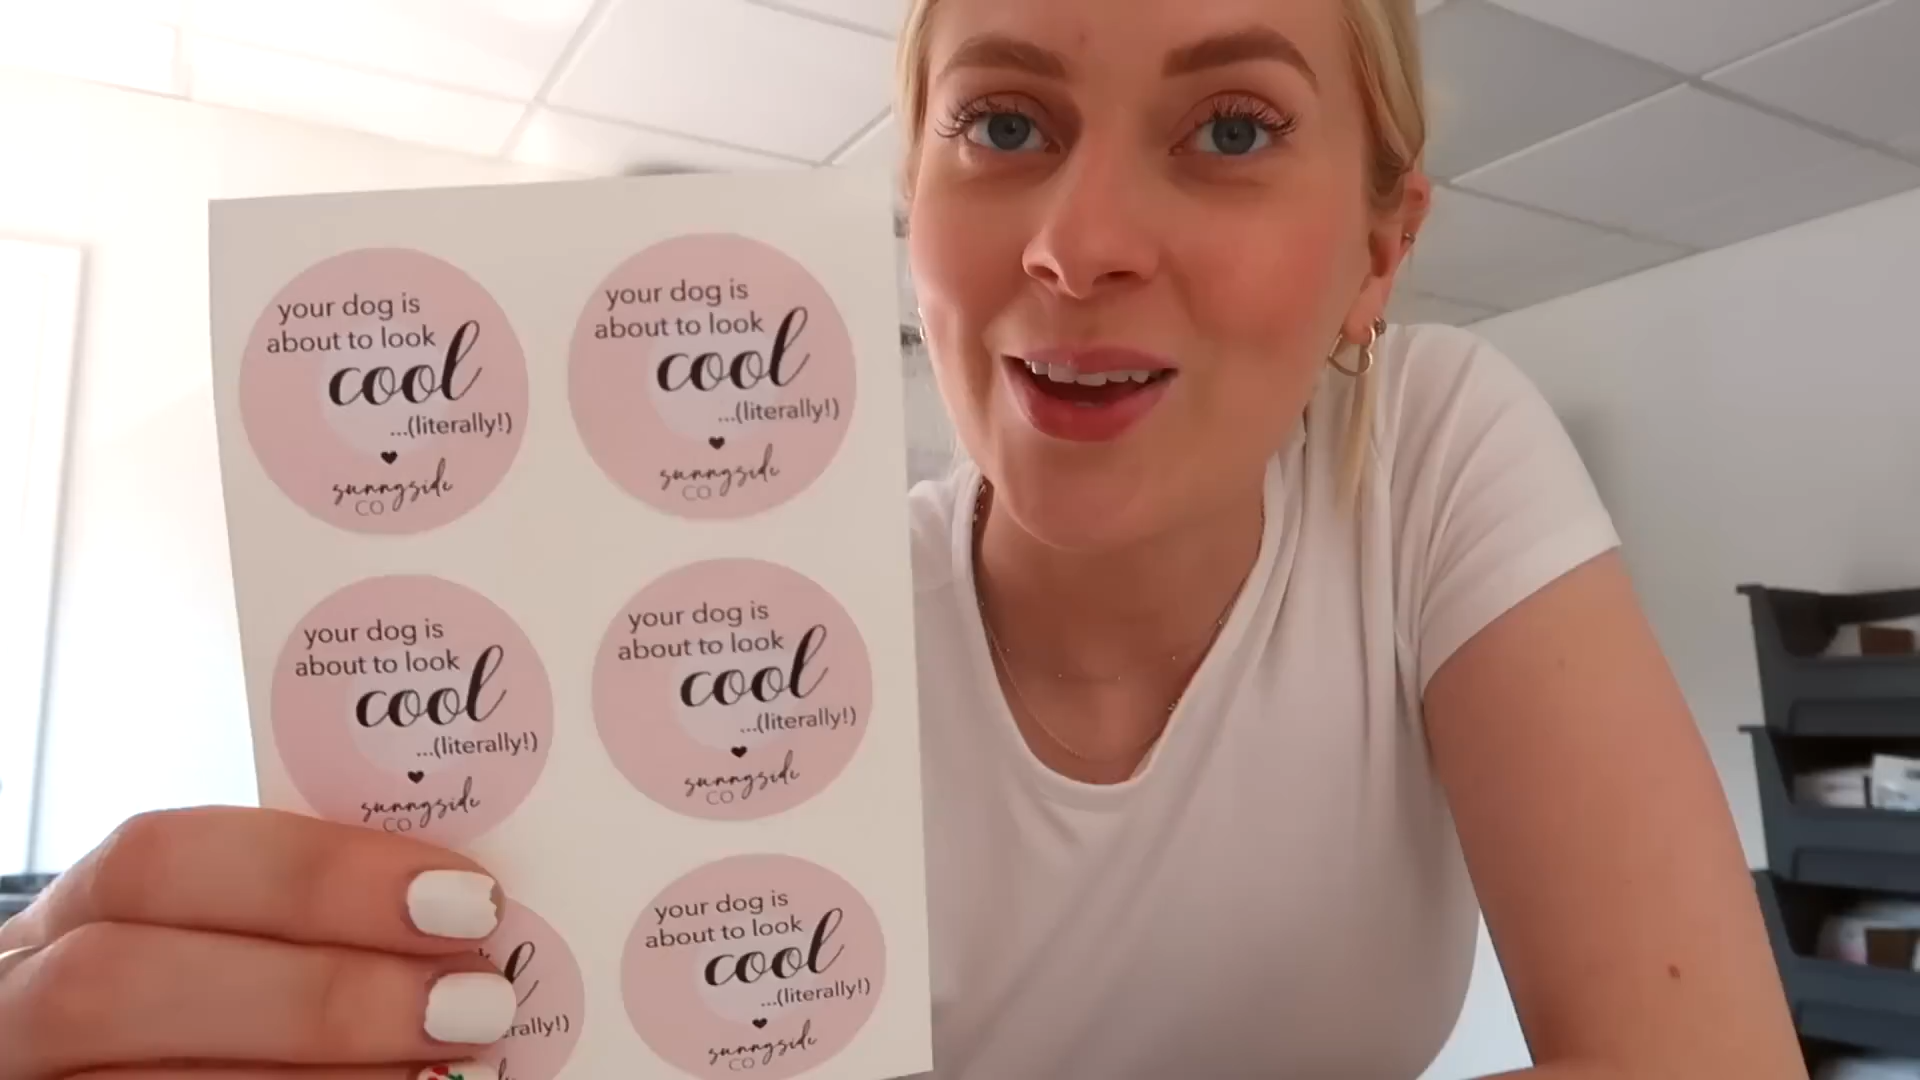 your dog is
about to look
cool
...(literally!)
sunnyside
CO
your dog is
about to look
cool
...(literally!)
sunnyside
CO
your dog is
about to look
cool
...(literally!)
sunnyside
CO
your dog is
about to look
cool
...(literally!)
sunnyside
CO
your dog is
about to look
cool
...(literally!)
sunnyside
CO